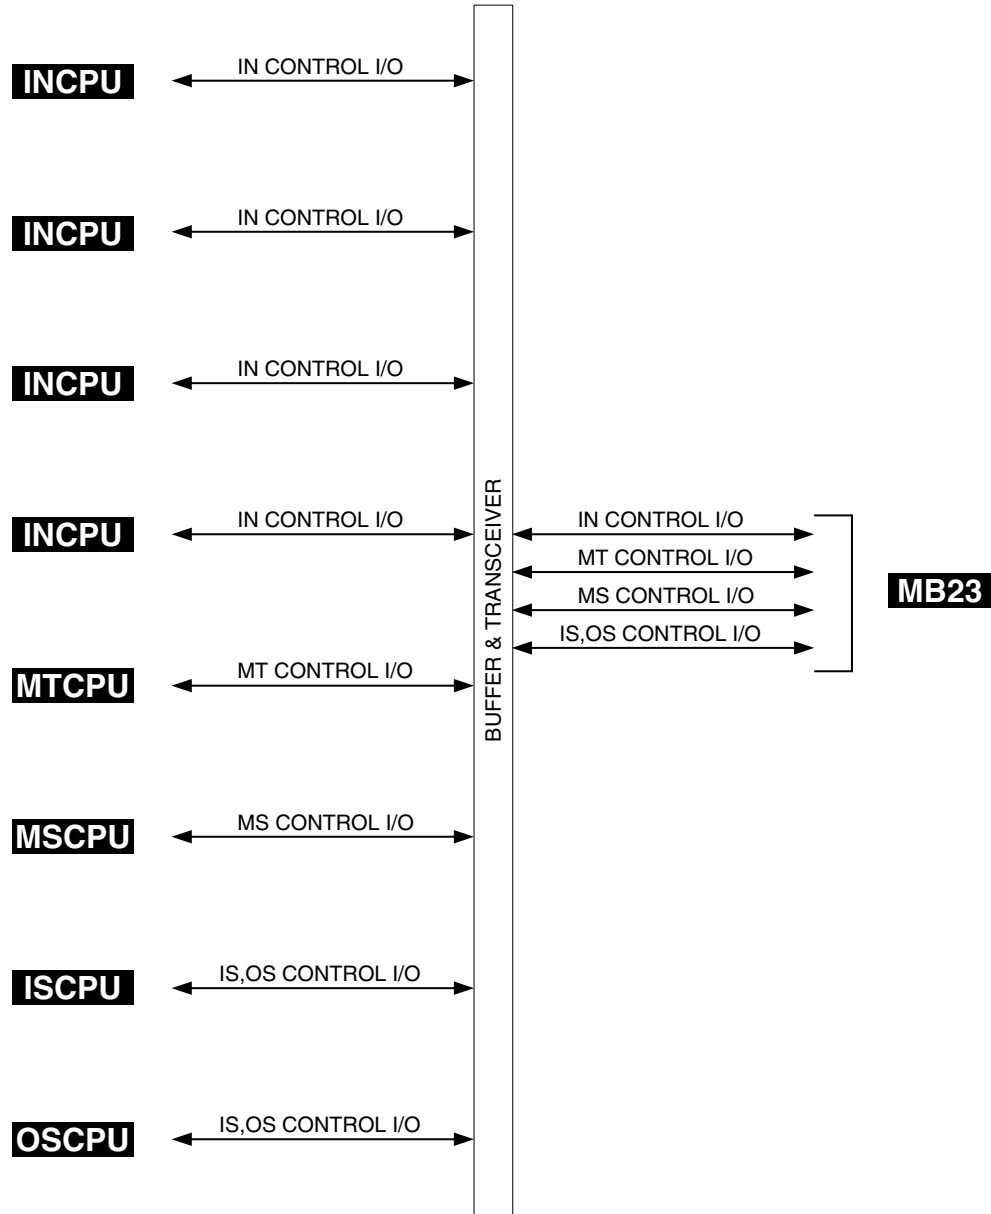 INCPU
IN CONTROL I/O
INCPU
IN CONTROL I/O
INCPU
IN CONTROL I/O
INCPU
IN CONTROL I/O
MTCPU
MT CONTROL I/O
MSCPU
MS CONTROL I/O
ISCPU
IS,OS CONTROL I/O
OSCPU
IS,OS CONTROL I/O
BUFFER & TRANSCEIVER
IN CONTROL I/O
MT CONTROL I/O
MS CONTROL I/O
IS,OS CONTROL I/O
MB23